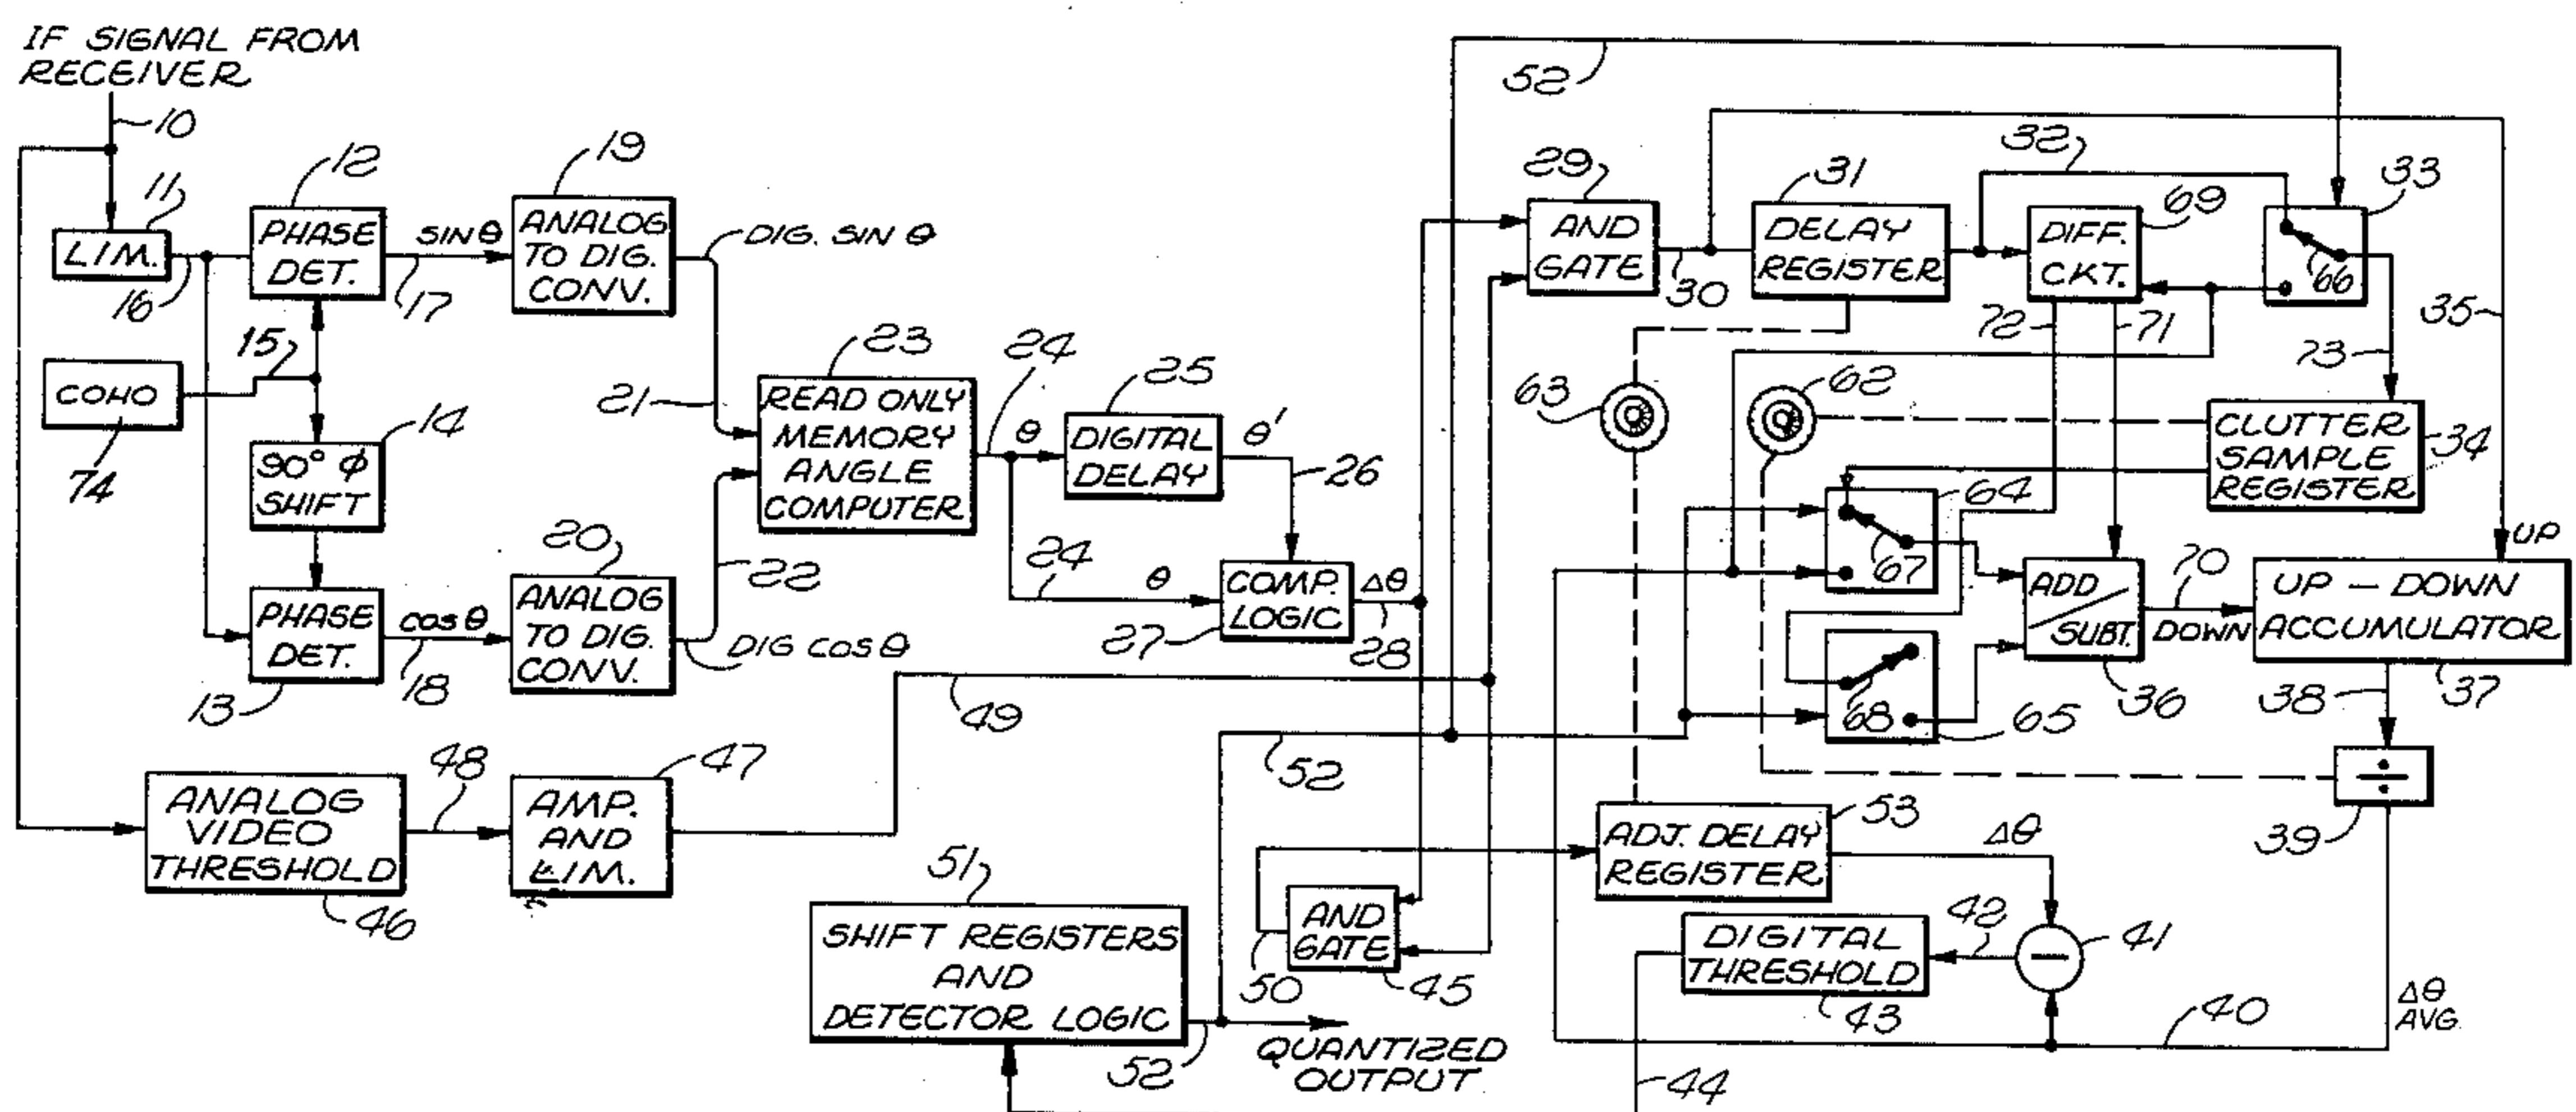 IF SIGNAL FROM
RECEIVER
10
11
LIM.
16
12
PHASE
DET.
SIN θ
17
19
ANALOG
TO DIG.
CONV.
DIG. SIN θ
21
15
COHO
74
14
90° Φ
SHIFT
13
PHASE
DET.
COS θ
18
20
ANALOG
TO DIG.
CONV.
DIG COS θ
22
23
READ ONLY
MEMORY
ANGLE
COMPUTER
24
θ
25
DIGITAL
DELAY
θ'
26
24
θ
COMP.
LOGIC
27
Δθ
28
ANALOG
VIDEO
THRESHOLD
46
48
47
AMP.
AND
LIM.
49
51
SHIFT REGISTERS
AND
DETECTOR LOGIC
52
QUANTIZED
OUTPUT
52
50
AND
GATE
45
52
29
AND
GATE
30
31
DELAY
REGISTER
32
69
DIFF.
CKT.
72
71
33
66
73
35
63
62
CLUTTER
SAMPLE
REGISTER
34
64
67
68
65
ADD
/
SUBT.
36
70
DOWN
UP
UP - DOWN
ACCUMULATOR
37
38
÷
39
53
ADJ. DELAY
REGISTER
Δθ
DIGITAL
THRESHOLD
43
42
—
41
44
40
Δθ
AVG.